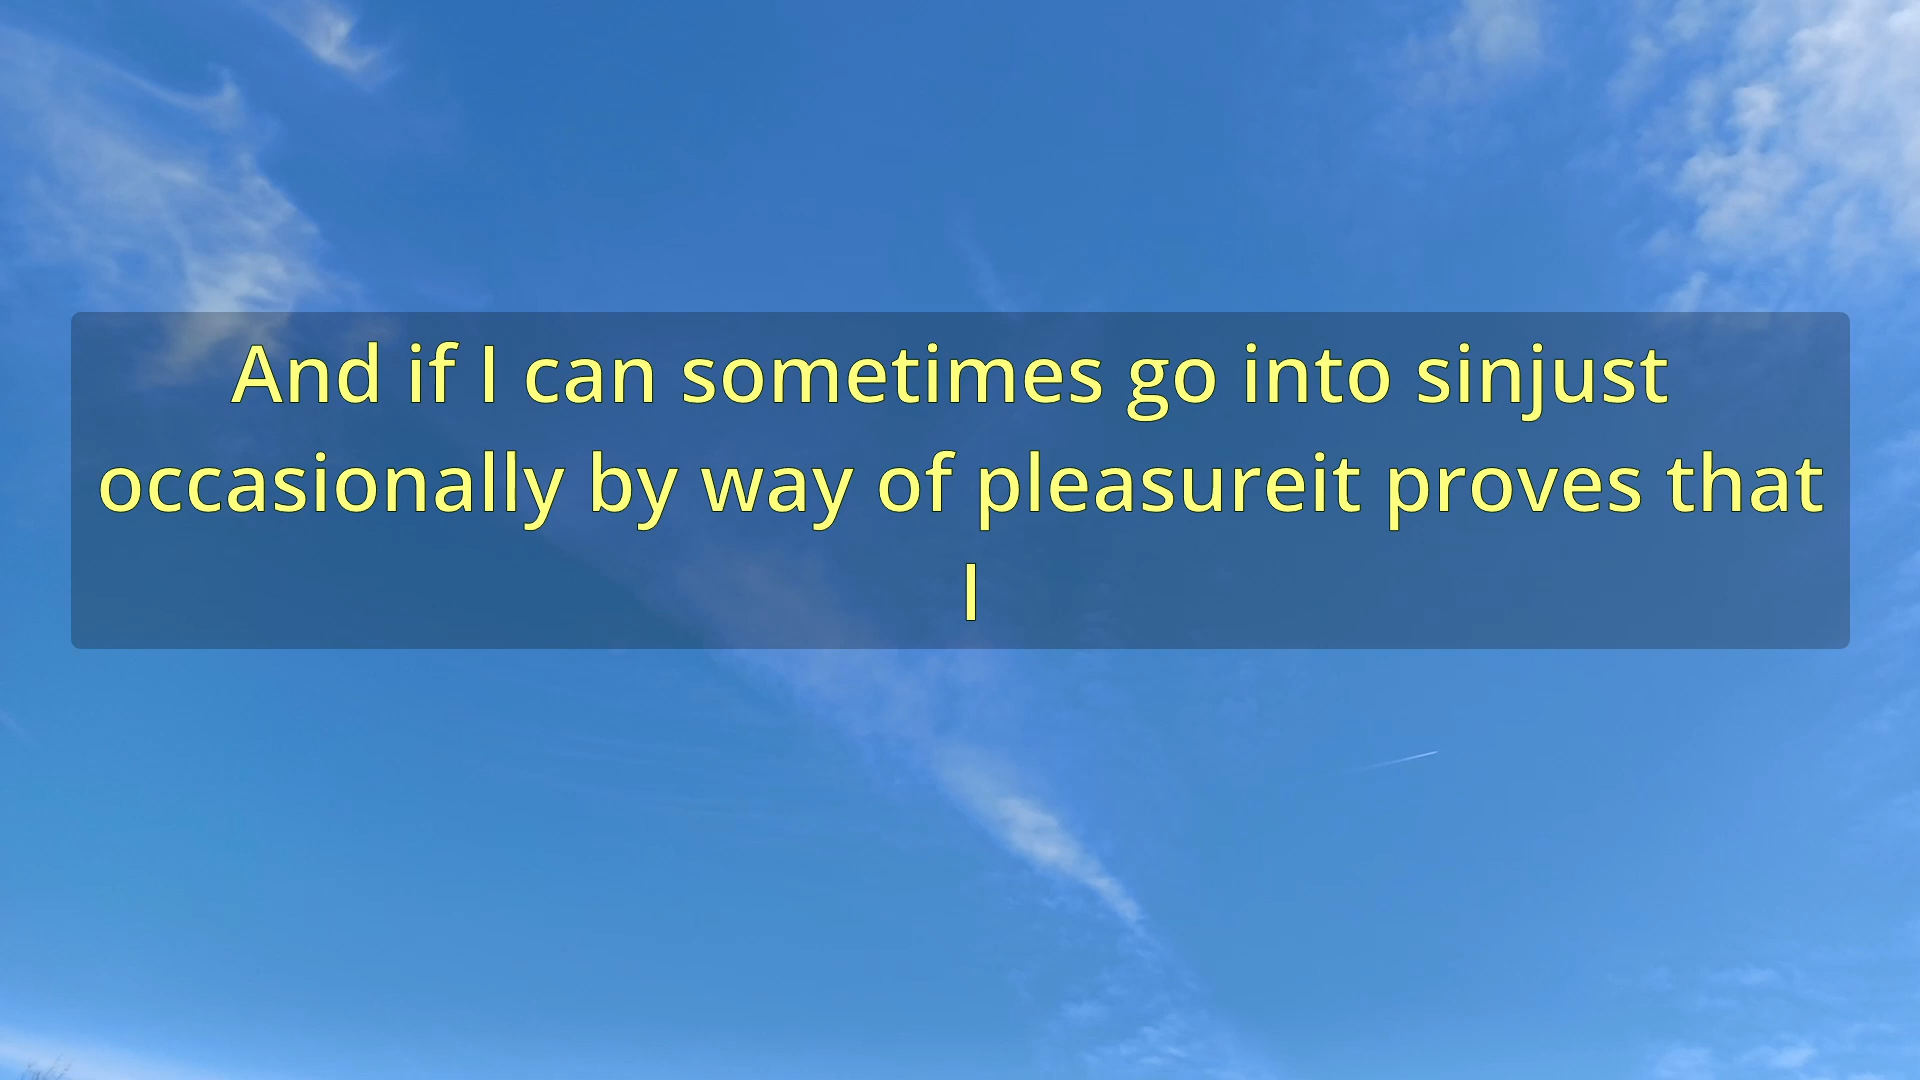 And if I can sometimes go into sinjust
occasionally by way of pleasureit proves that
I